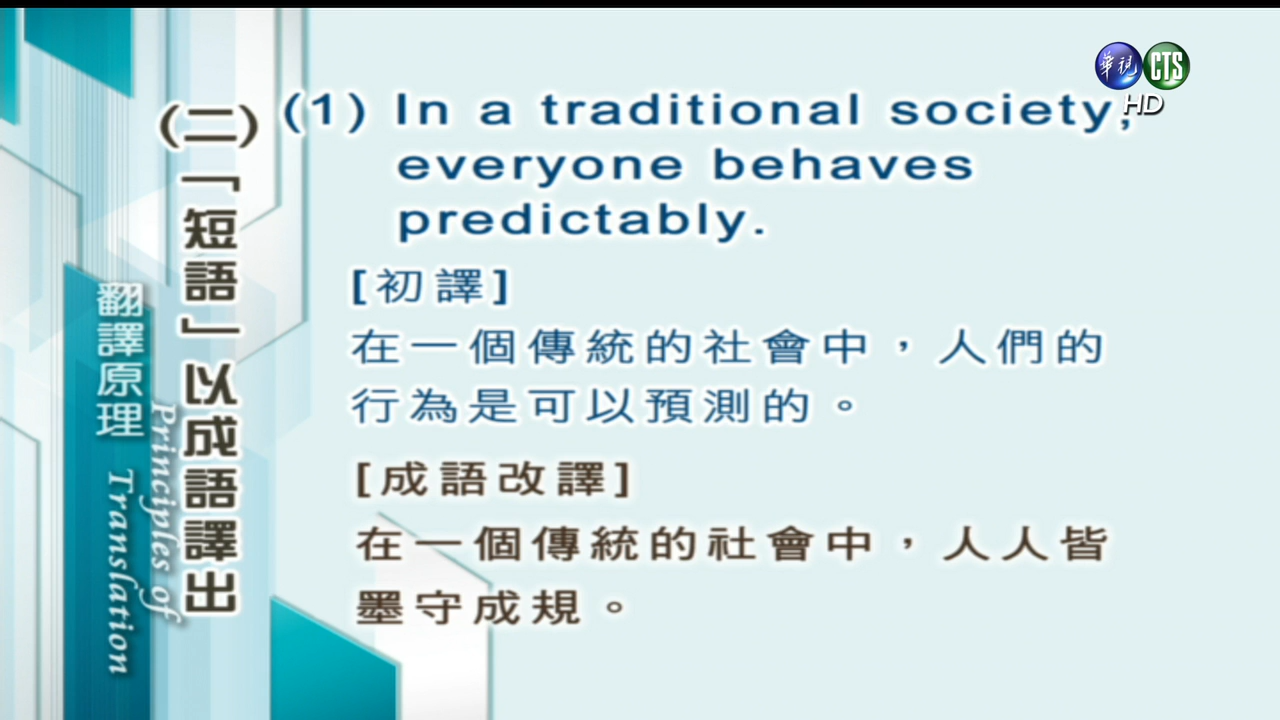 華視 CTS
HD
(二)「短語」以成語譯出
翻譯原理
Principles of
Translation
(1) In a traditional society,
everyone behaves
predictably.
[初譯]
在一個傳統的社會中，人們的
行為是可以預測的。
[成語改譯]
在一個傳統的社會中，人人皆
墨守成規。